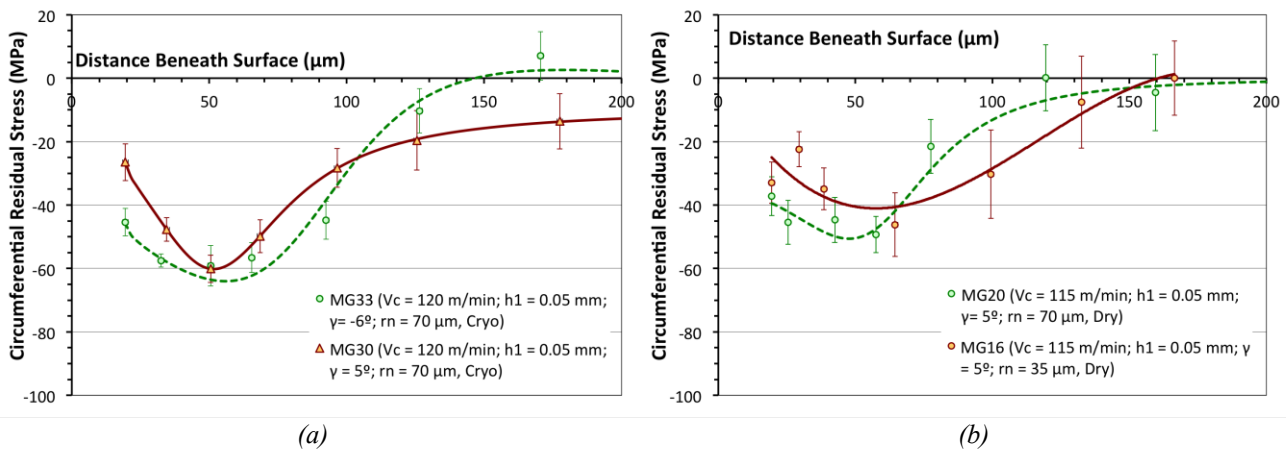 20
0
-20
-40
-60
-80
-100
Circumferential Residual Stress (MPa)
Distance Beneath Surface (µm)
0
50
100
150
200
MG33 (Vc = 120 m/min; h1 = 0.05 mm;
γ= -6º; rn = 70 µm, Cryo)
MG30 (Vc = 120 m/min; h1 = 0.05 mm;
γ = 5º; rn = 70 µm, Cryo)
(a)
20
0
-20
-40
-60
-80
-100
Circumferential Residual Stress (MPa)
Distance Beneath Surface (µm)
0
50
100
150
200
MG20 (Vc = 115 m/min; h1 = 0.05 mm;
γ= 5º; rn = 70 µm, Dry)
MG16 (Vc = 115 m/min; h1 = 0.05 mm; γ
= 5º; rn = 35 µm, Dry)
(b)